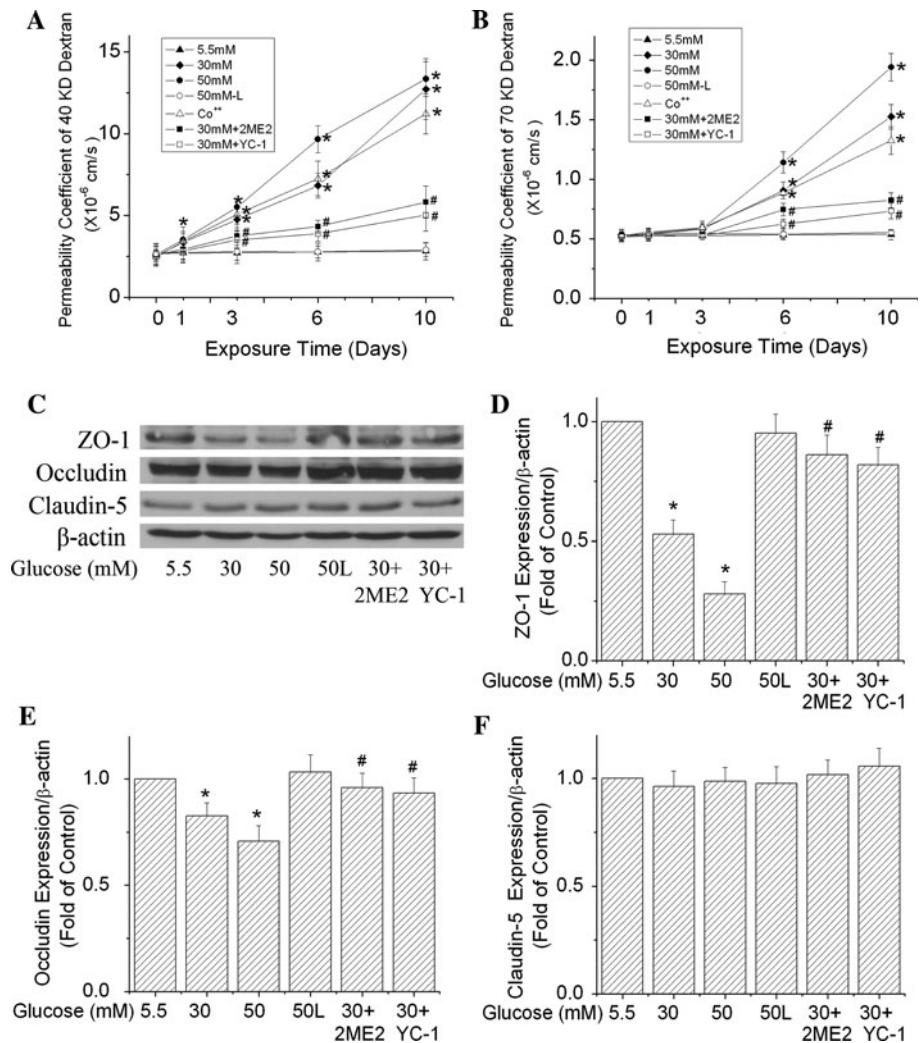 A
Permeability Coefficient of 40 KD Dextran
(X10⁻⁶ cm/s)
15
10
5
0
5.5mM
30mM
50mM
50mM-L
Co⁺⁺
30mM+2ME2
30mM+YC-1
* * * * * * * * * *
# # # # # #
0 1 3 6 10
Exposure Time (Days)
B
Permeability Coefficient of 70 KD Dextran
(X10⁻⁶ cm/s)
2.0
1.5
1.0
0.5
0.0
5.5mM
30mM
50mM
50mM-L
Co⁺⁺
30mM+2ME2
30mM+YC-1
* * * * * *
# # # #
0 1 3 6 10
Exposure Time (Days)
C
ZO-1
Occludin
Claudin-5
β-actin
Glucose (mM) 5.5 30 50 50L 30+ 30+
2ME2 YC-1
D
ZO-1 Expression/β-actin
(Fold of Control)
1.0
0.5
0.0
* * # #
Glucose (mM) 5.5 30 50 50L 30+ 30+
2ME2 YC-1
E
Occludin Expression/β-actin
(Fold of Control)
1.0
0.5
0.0
* * # #
Glucose (mM) 5.5 30 50 50L 30+ 30+
2ME2 YC-1
F
Claudin-5 Expression/β-actin
(Fold of Control)
1.0
0.5
0.0
Glucose (mM) 5.5 30 50 50L 30+ 30+
2ME2 YC-1